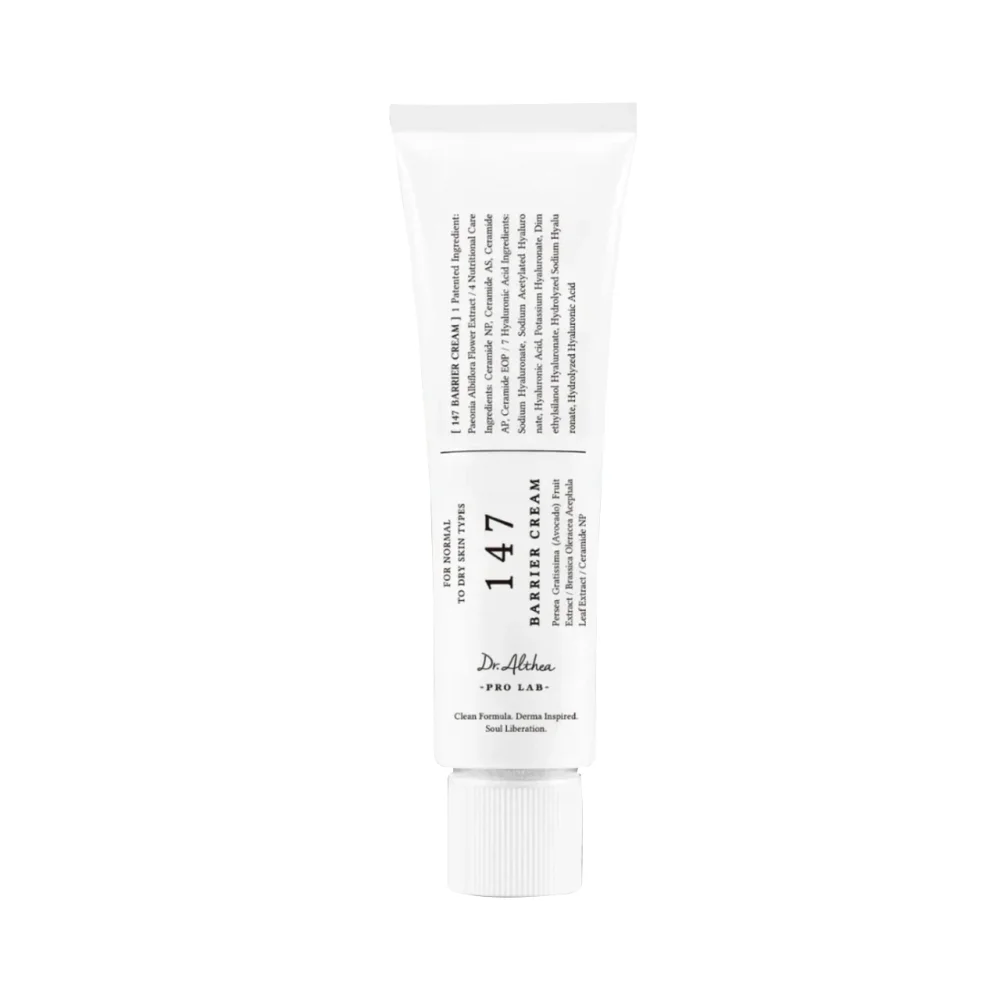 [ 147 BARRIER CREAM ] 1 Patented Ingredient:
Paeonia Albiflora Flower Extract / 4 Nutritional Care
Ingredients: Ceramide NP, Ceramide AS, Ceramide
AP, Ceramide EOP / 7 Hyaluronic Acid Ingredients:
Sodium Hyaluronate, Sodium Acetylated Hyaluro
nate, Hyaluronic Acid, Potassium Hyaluronate, Dim
ethylsilanol Hyaluronate, Hydrolyzed Sodium Hyalu
ronate, Hydrolyzed Hyaluronic Acid
FOR NORMAL
TO DRY SKIN TYPES
147
BARRIER CREAM
Persea Gratissima (Avocado) Fruit
Extract / Brassica Oleracea Acephala
Leaf Extract / Ceramide NP
Dr. Althea
-PRO LAB-
Clean Formula. Derma Inspired.
Soul Liberation.